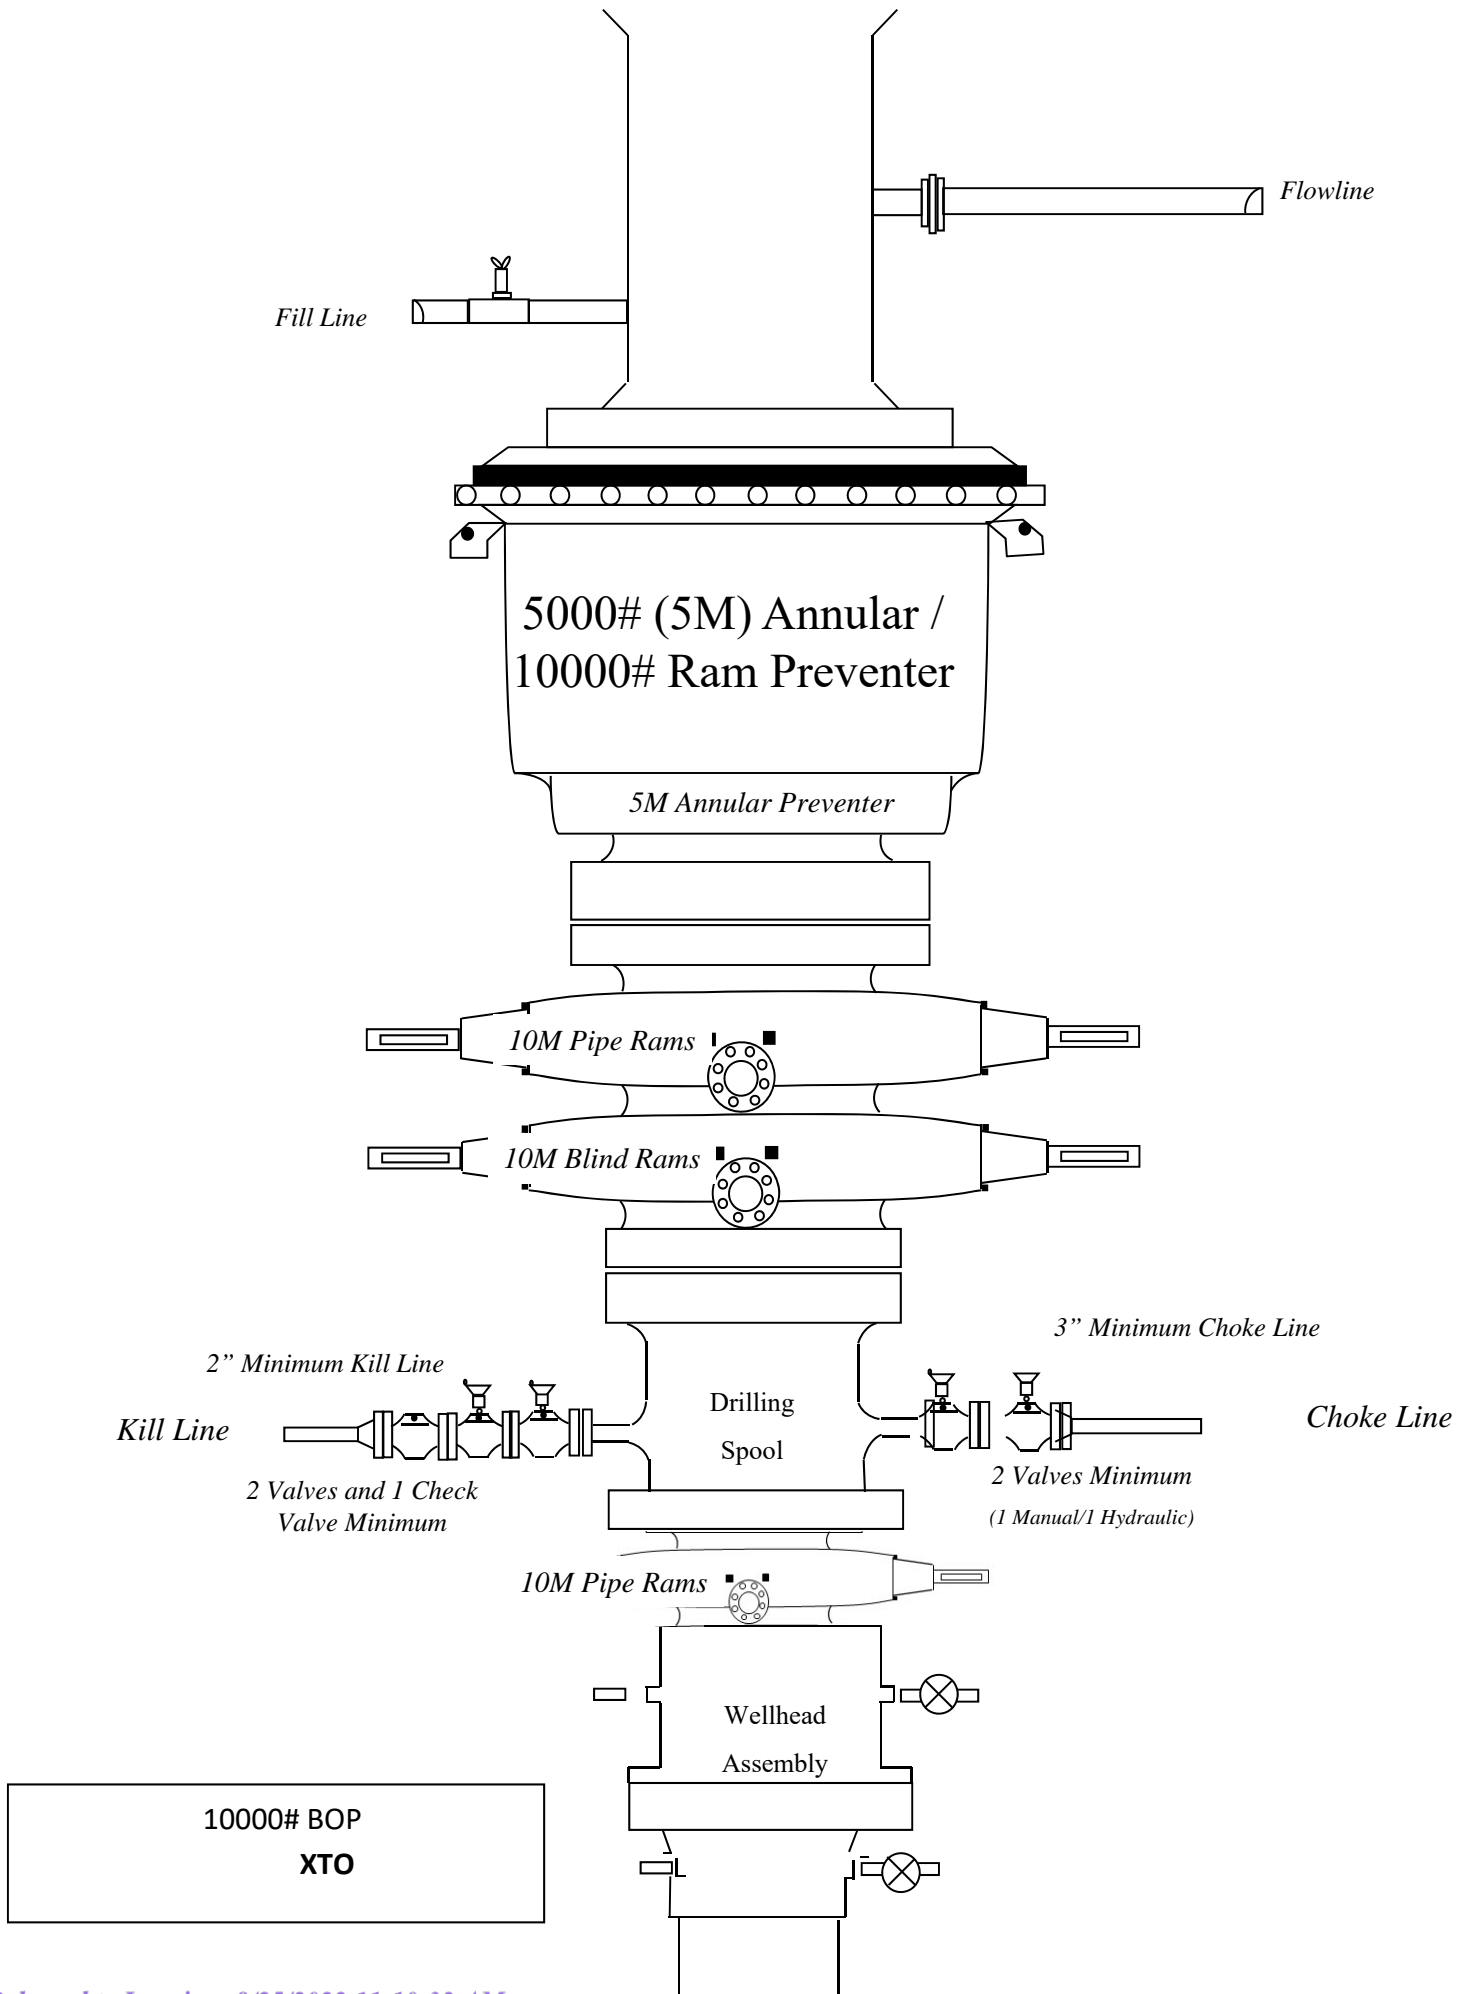 Flowline
Fill Line
5000# (5M) Annular /
10000# Ram Preventer
5M Annular Preventer
10M Pipe Rams
10M Blind Rams
3” Minimum Choke Line
2” Minimum Kill Line
Drilling
Spool
Kill Line
Choke Line
2 Valves and 1 Check
Valve Minimum
2 Valves Minimum
(1 Manual/1 Hydraulic)
10M Pipe Rams
Wellhead
Assembly
10000# BOP
XTO